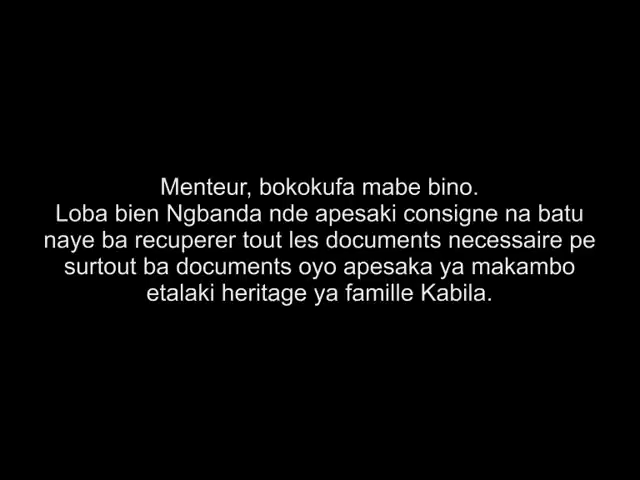 Menteur, bokokufa mabe bino.
Loba bien Ngbanda nde apesaki consigne na batu
naye ba recuperer tout les documents necessaire pe
surtout ba documents oyo apesaka ya makambo
etalaki heritage ya famille Kabila.